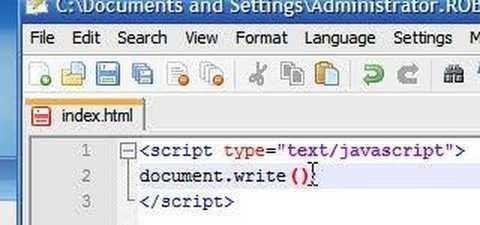 C:\Documents and Settings\Administrator.ROB
File Edit Search View Format Language Settings
index.html
1 <script type="text/javascript">
2 document.write ();
3 </script>